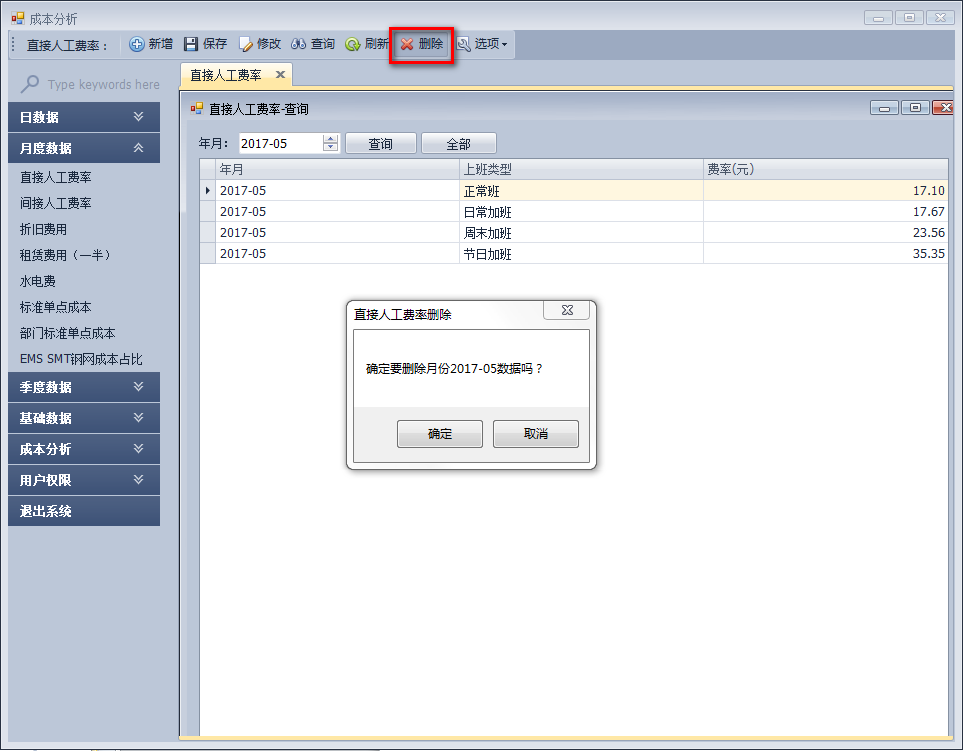 成本分析
直接人工费率： 新增 保存 修改 查询 刷新 删除 选项
Type keywords here
日数据
月度数据
直接人工费率
间接人工费率
折旧费用
租赁费用（一半）
水电费
标准单点成本
部门标准单点成本
EMS SMT钢网成本占比
季度数据
基础数据
成本分析
用户权限
退出系统
直接人工费率
直接人工费率-查询
年月： 2017-05 查询 全部
年月 上班类型 费率(元)
2017-05 正常班 17.10
2017-05 日常加班 17.67
2017-05 周末加班 23.56
2017-05 节日加班 35.35
直接人工费率删除
确定要删除月份2017-05数据吗？
确定 取消